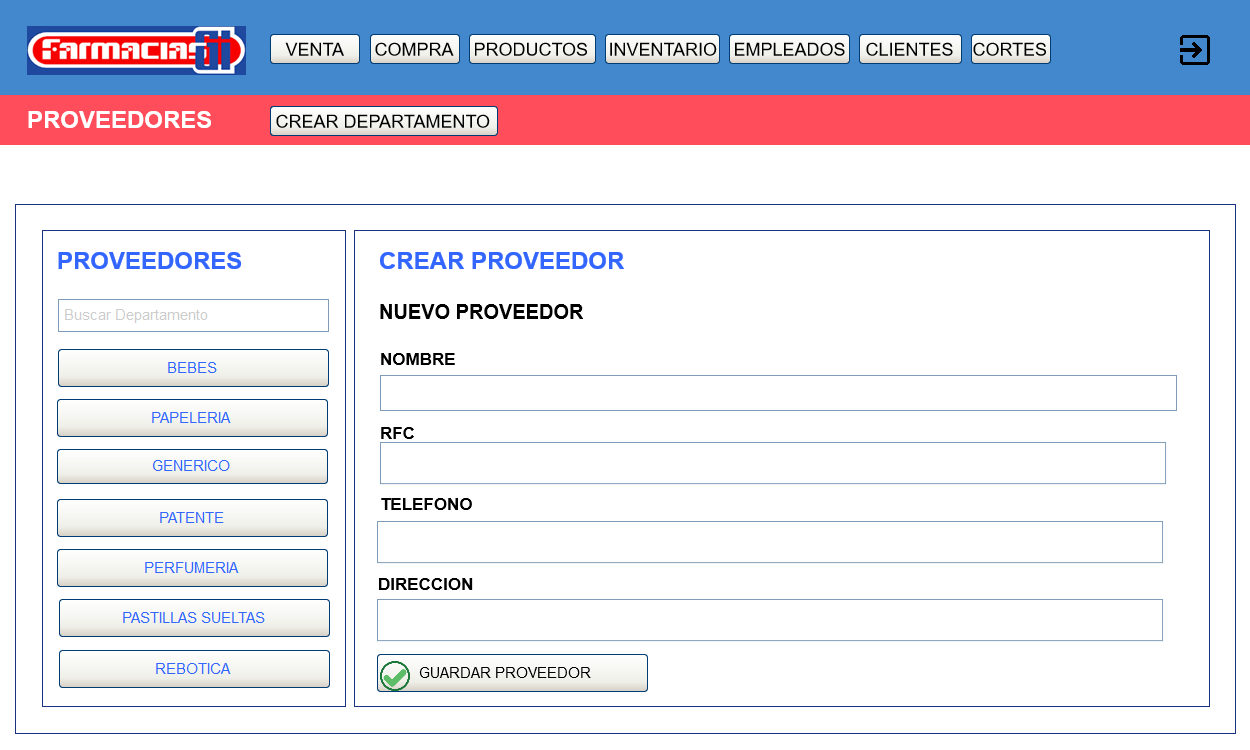 Farmacias GI
VENTA COMPRA PRODUCTOS INVENTARIO EMPLEADOS CLIENTES CORTES
PROVEEDORES CREAR DEPARTAMENTO
PROVEEDORES
Buscar Departamento
BEBES
PAPELERIA
GENERICO
PATENTE
PERFUMERIA
PASTILLAS SUELTAS
REBOTICA
CREAR PROVEEDOR
NUEVO PROVEEDOR
NOMBRE
RFC
TELEFONO
DIRECCION
GUARDAR PROVEEDOR